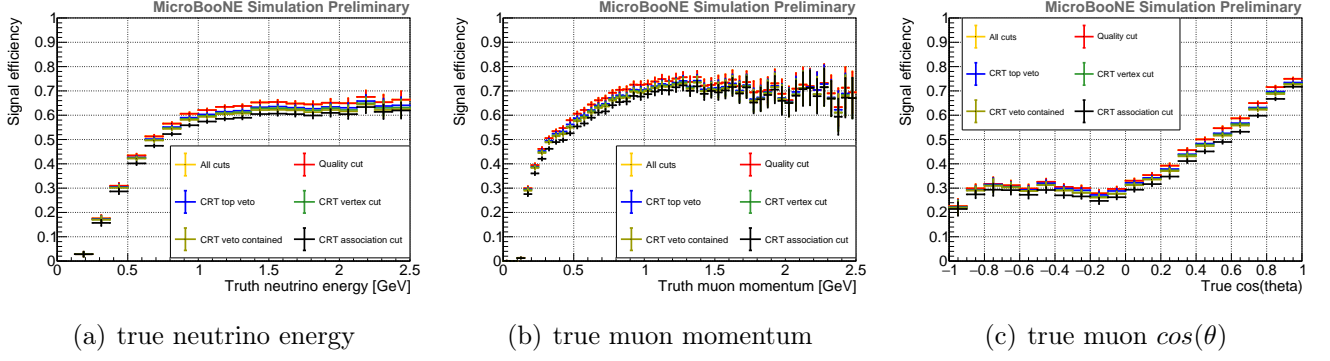 MicroBooNE Simulation Preliminary
Signal efficiency
1
0.9
0.8
0.7
0.6
0.5
0.4
0.3
0.2
0.1
0
All cuts
Quality cut
CRT top veto
CRT vertex cut
CRT veto contained
CRT association cut
0 0.5 1 1.5 2 2.5
Truth neutrino energy [GeV]
(a) true neutrino energy
MicroBooNE Simulation Preliminary
Signal efficiency
1
0.9
0.8
0.7
0.6
0.5
0.4
0.3
0.2
0.1
0
All cuts
Quality cut
CRT top veto
CRT vertex cut
CRT veto contained
CRT association cut
0 0.5 1 1.5 2 2.5
Truth muon momentum [GeV]
(b) true muon momentum
MicroBooNE Simulation Preliminary
Signal efficiency
1
0.9
0.8
0.7
0.6
0.5
0.4
0.3
0.2
0.1
0
All cuts
Quality cut
CRT top veto
CRT vertex cut
CRT veto contained
CRT association cut
−1 −0.8 −0.6 −0.4 −0.2 0 0.2 0.4 0.6 0.8 1
True cos(theta)
(c) true muon cos(θ)